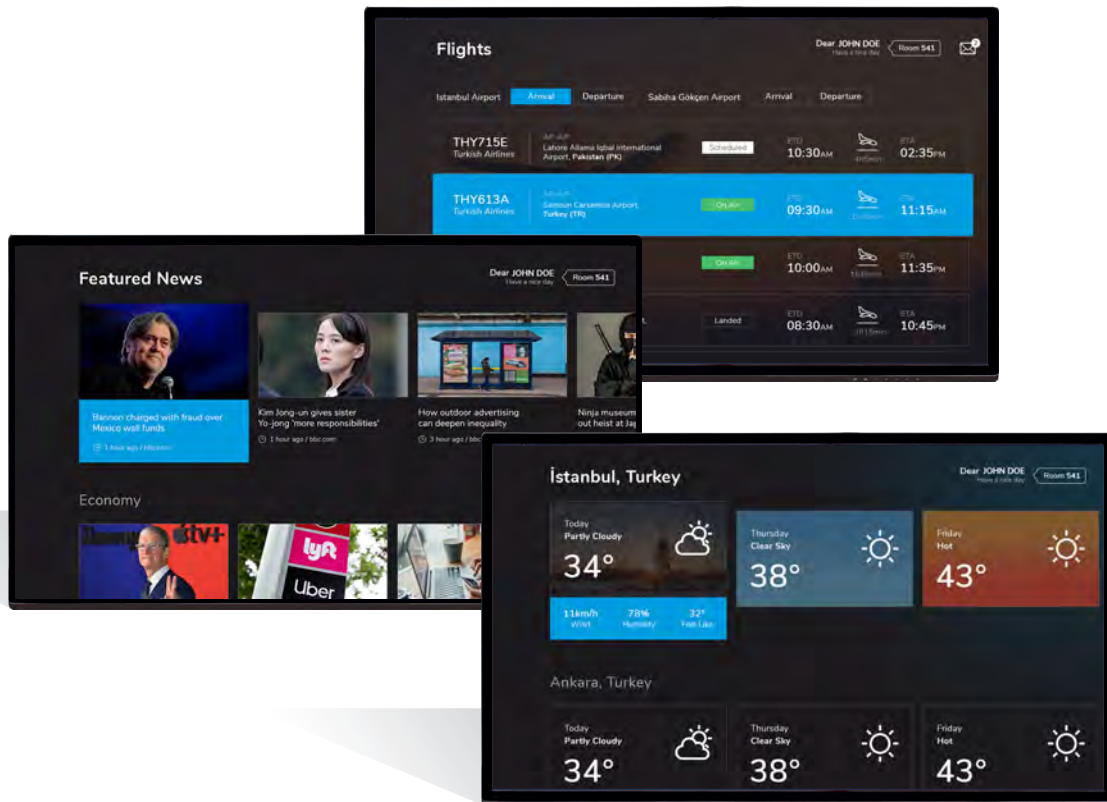 Flights
Dear JOHN DOE
Have a nice day
Room 541
2
Istanbul Airport
Arrival
Departure
Sabiha Gökçen Airport
Arrival
Departure
THY715E
Turkish Airlines
Lahore Allama Iqbal International
Airport, Pakistan (PK)
Scheduled
ETD
10:30AM
ETA
02:35PM
THY613A
Turkish Airlines
Samsun Carsamba Airport,
Turkey (TR)
On Air
ETD
09:30AM
ETA
11:15AM
On Air
ETD
10:00AM
ETA
11:35PM
Landed
ETD
08:30AM
ETA
10:45PM
Featured News
Dear JOHN DOE
Have a nice day
Room 541
Bannon charged with fraud over
Mexico wall funds
1 hour ago / bbc.com
Kim Jong-un gives sister
Yo-jong 'more responsibilities'
1 hour ago / bbc.com
How outdoor advertising
can deepen inequality
3 hour ago / bbc
Ninja museum
out heist at Jap
Economy
tv+
lyft
Uber
İstanbul, Turkey
Dear JOHN DOE
Have a nice day
Room 541
Today
Partly Cloudy
34°
11km/h
Wind
78%
Humidity
32°
Feel Like
Thursday
Clear Sky
38°
Friday
Hot
43°
Ankara, Turkey
Today
Partly Cloudy
34°
Thursday
Clear Sky
38°
Friday
Hot
43°